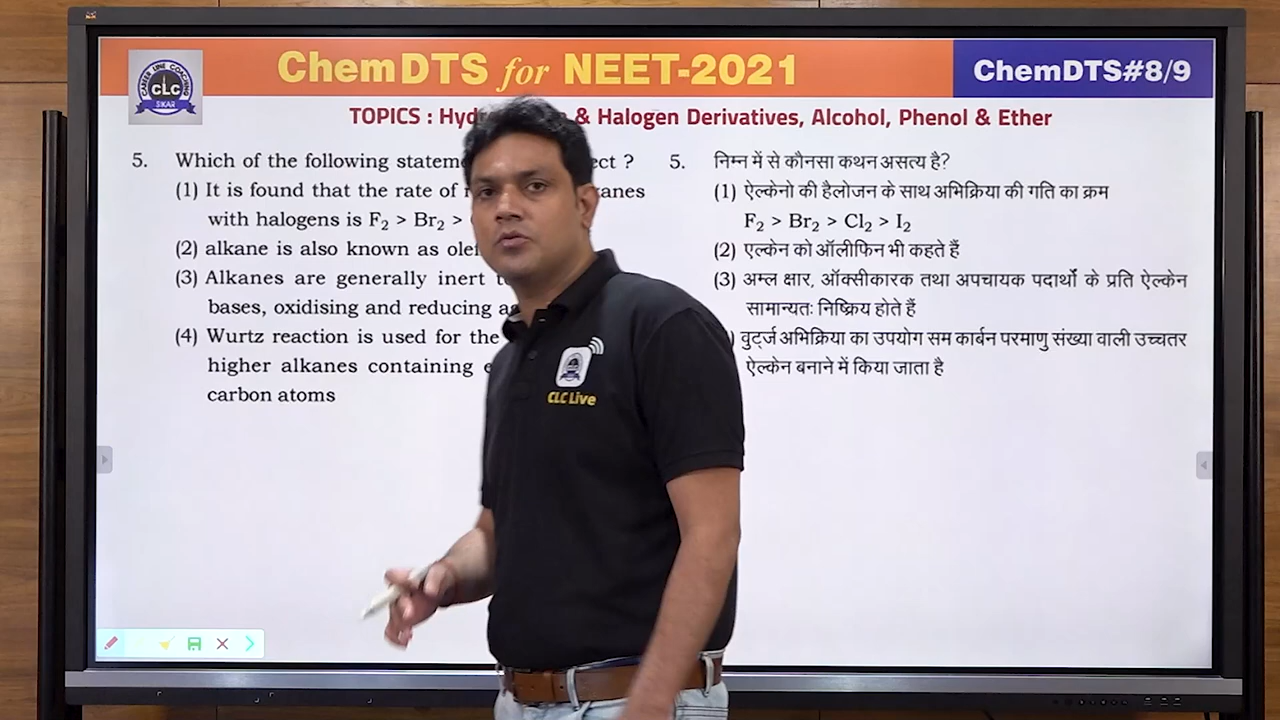 ChemDTS for NEET-2021
ChemDTS#8/9
CAREER LINE COACHING
CLC
SIKAR
TOPICS : & Halogen Derivatives, Alcohol, Phenol & Ether
5. Which of the following ?
(1) It is found that the rate of
with halogens is F₂ > Br₂ >
(2) alkane is also known as
(3) Alkanes are generally inert
bases, oxidising and reducing
(4) Wurtz reaction is used for the
higher alkanes containing
carbon atoms
5. निम्न में से कौनसा कथन असत्य है?
(1) ऐल्केनो की हैलोजन के साथ अभिक्रिया की गति का क्रम
F₂ > Br₂ > Cl₂ > I₂
(2) एल्केन को ऑलीफिन भी कहते हैं
(3) अम्ल क्षार, ऑक्सीकारक तथा अपचायक पदार्थों के प्रति ऐल्केन
सामान्यतः निष्क्रिय होते हैं
) वुर्ट्ज अभिक्रिया का उपयोग सम कार्बन परमाणु संख्या वाली उच्चतर
ऐल्केन बनाने में किया जाता है
CLC Live